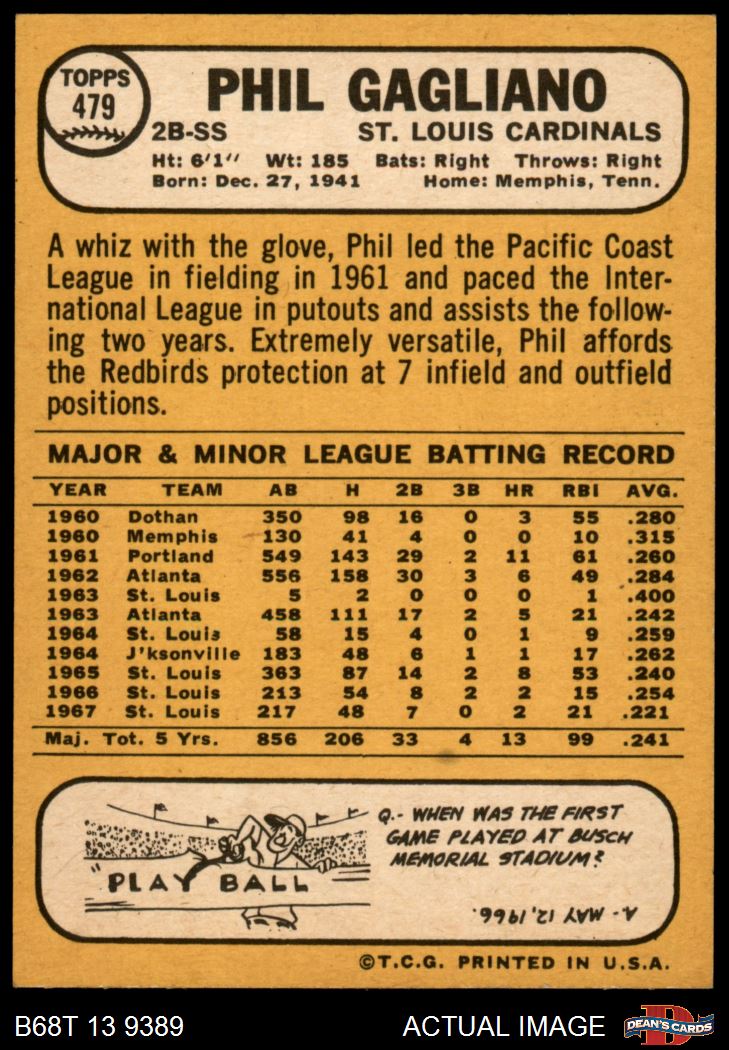 TOPPS
479
PHIL GAGLIANO
2B-SS ST. LOUIS CARDINALS
Ht: 6'1" Wt: 185 Bats: Right Throws: Right
Born: Dec. 27, 1941 Home: Memphis, Tenn.
A whiz with the glove, Phil led the Pacific Coast
League in fielding in 1961 and paced the Inter-
national League in putouts and assists the follow-
ing two years. Extremely versatile, Phil affords
the Redbirds protection at 7 infield and outfield
positions.
MAJOR & MINOR LEAGUE BATTING RECORD
YEAR TEAM AB H 2B 3B HR RBI AVG.
1960 Dothan 350 98 16 0 3 55 .280
1960 Memphis 130 41 4 0 0 10 .315
1961 Portland 549 143 29 2 11 61 .260
1962 Atlanta 556 158 30 3 6 49 .284
1963 St. Louis 5 2 0 0 0 1 .400
1963 Atlanta 458 111 17 2 5 21 .242
1964 St. Louis 58 15 4 0 1 9 .259
1964 J'ksonville 183 48 6 1 1 17 .262
1965 St. Louis 363 87 14 2 8 53 .240
1966 St. Louis 213 54 8 2 2 15 .254
1967 St. Louis 217 48 7 0 2 21 .221
Maj. Tot. 5 Yrs. 856 206 33 4 13 99 .241
"PLAY BALL
Q.- WHEN WAS THE FIRST
GAME PLAYED AT BUSCH
MEMORIAL STADIUM?
A- MAY 12, 1966.
©T.C.G. PRINTED IN U.S.A.
B68T 13 9389 ACTUAL IMAGE
D
DEAN'S CARDS